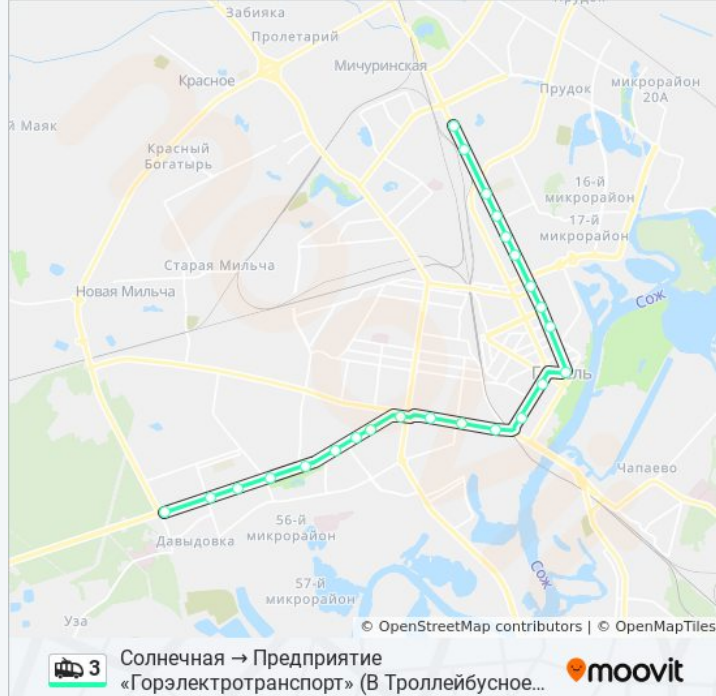 Забияка
Пролетарий
Мичуринская
Красное
Прудок
микрорайон
20А
й Маяк
Красный
Богатырь
16-й
микрорайон
17-й
микрорайон
Старая Мильча
Новая Мильча
Сож
Чапаево
56-й
микрорайон
Давыдовка
57-й
микрорайон
Сож
Уза
© OpenStreetMap contributors | © OpenMapTiles
3 Солнечная → Предприятие
«Горэлектротранспорт» (В Троллейбусное...
moovit